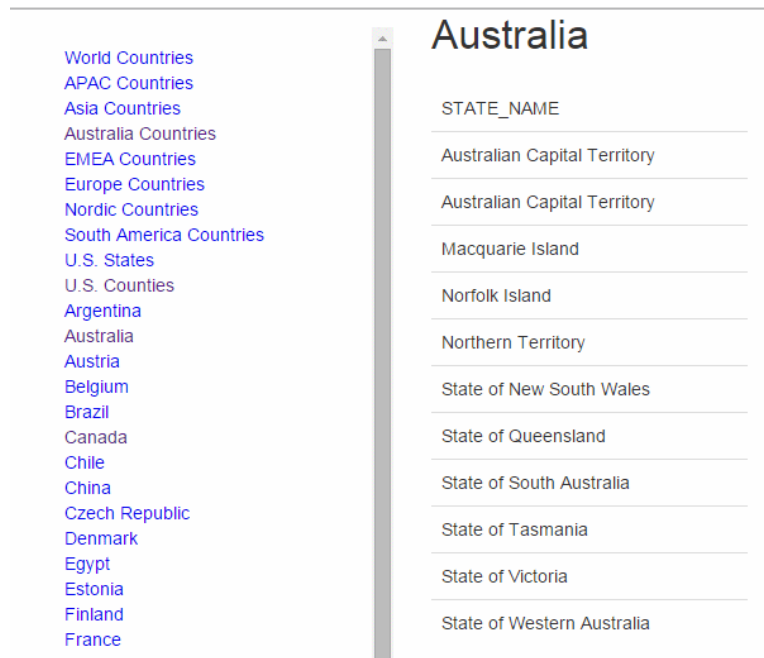 World Countries
APAC Countries
Asia Countries
Australia Countries
EMEA Countries
Europe Countries
Nordic Countries
South America Countries
U.S. States
U.S. Counties
Argentina
Australia
Austria
Belgium
Brazil
Canada
Chile
China
Czech Republic
Denmark
Egypt
Estonia
Finland
France
Australia
STATE_NAME
Australian Capital Territory
Australian Capital Territory
Macquarie Island
Norfolk Island
Northern Territory
State of New South Wales
State of Queensland
State of South Australia
State of Tasmania
State of Victoria
State of Western Australia